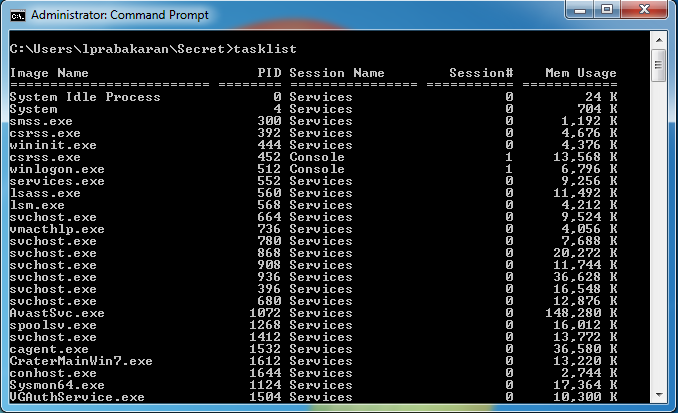 Administrator: Command Prompt
C:\Users\lprabakaran\Secret>tasklist
Image Name                     PID Session Name        Session#    Mem Usage
========================= ======== ================ =========== ============
System Idle Process              0 Services                   0         24 K
System                           4 Services                   0        704 K
smss.exe                       300 Services                   0      1,192 K
csrss.exe                      392 Services                   0      4,676 K
wininit.exe                    444 Services                   0      4,376 K
csrss.exe                      452 Console                    1     13,568 K
winlogon.exe                   512 Console                    1      6,796 K
services.exe                   552 Services                   0      9,256 K
lsass.exe                      560 Services                   0     11,492 K
lsm.exe                        568 Services                   0      4,212 K
svchost.exe                    664 Services                   0      9,524 K
vmacthlp.exe                   736 Services                   0      4,056 K
svchost.exe                    780 Services                   0      7,688 K
svchost.exe                    868 Services                   0     20,272 K
svchost.exe                    908 Services                   0     11,744 K
svchost.exe                    936 Services                   0     36,628 K
svchost.exe                    396 Services                   0     16,548 K
svchost.exe                    680 Services                   0     12,876 K
AvastSvc.exe                  1072 Services                   0    148,280 K
spoolsv.exe                   1268 Services                   0     16,012 K
svchost.exe                   1412 Services                   0     13,772 K
cagent.exe                    1532 Services                   0     36,580 K
CraterMainWin7.exe            1612 Services                   0     13,220 K
conhost.exe                   1644 Services                   0      2,744 K
Sysmon64.exe                  1124 Services                   0     17,364 K
VGAuthService.exe             1504 Services                   0     10,300 K